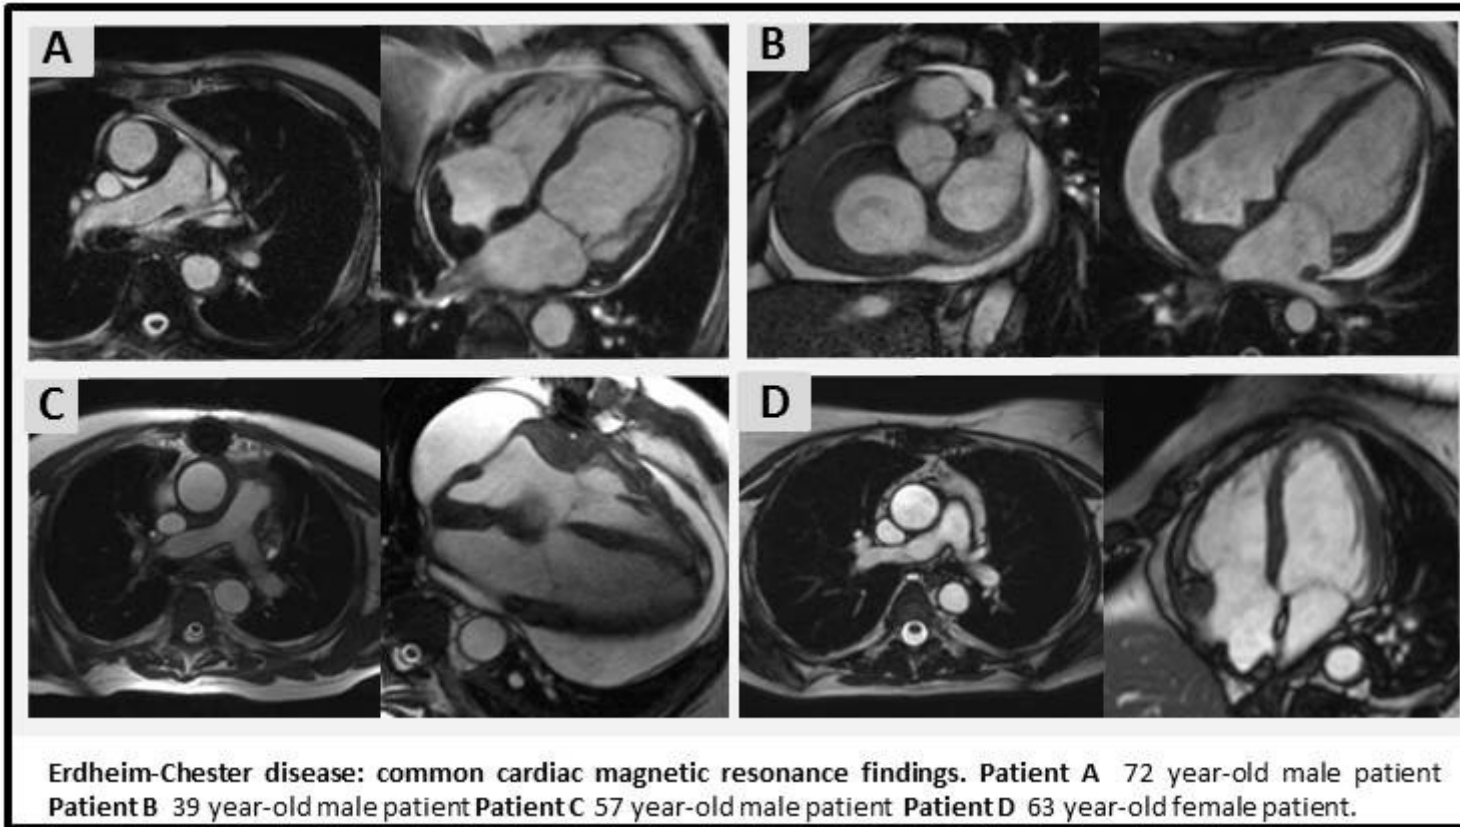 A
B
C
D
Erdheim-Chester disease: common cardiac magnetic resonance findings. Patient A 72 year-old male patient
Patient B 39 year-old male patient Patient C 57 year-old male patient Patient D 63 year-old female patient.